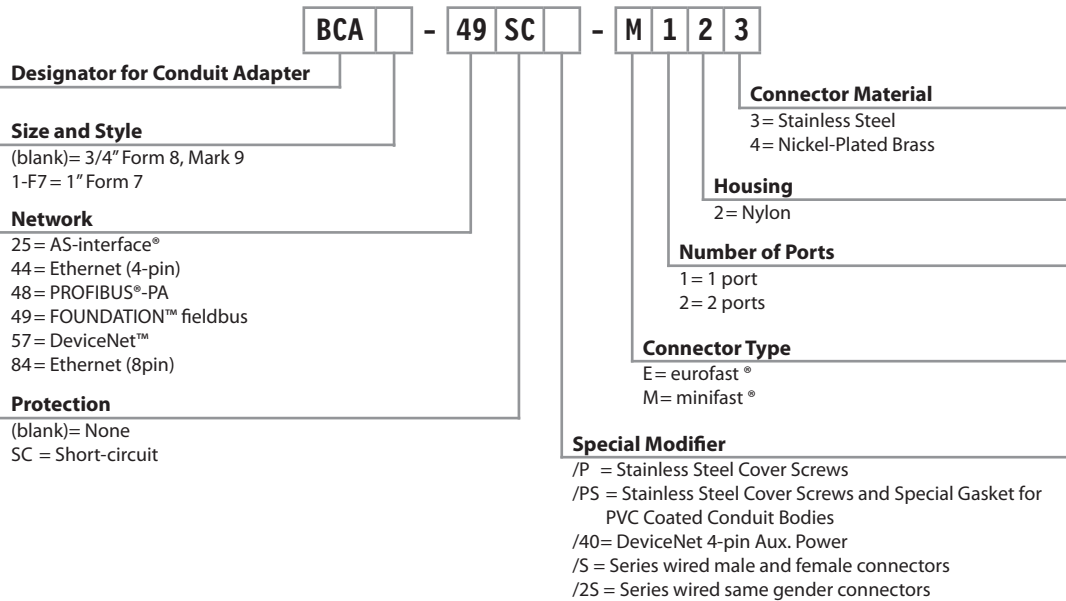 BCA - 49 SC - M 1 2 3
Designator for Conduit Adapter
Size and Style
(blank)= 3/4” Form 8, Mark 9
1-F7= 1” Form 7
Network
25= AS-interface®
44= Ethernet (4-pin)
48= PROFIBUS®-PA
49= FOUNDATION™ fieldbus
57= DeviceNet™
84= Ethernet (8pin)
Protection
(blank)= None
SC = Short-circuit
Connector Material
3= Stainless Steel
4= Nickel-Plated Brass
Housing
2= Nylon
Number of Ports
1= 1 port
2= 2 ports
Connector Type
E= eurofast ®
M= minifast ®
Special Modifier
/P = Stainless Steel Cover Screws
/PS = Stainless Steel Cover Screws and Special Gasket for
PVC Coated Conduit Bodies
/40= DeviceNet 4-pin Aux. Power
/S = Series wired male and female connectors
/2S = Series wired same gender connectors